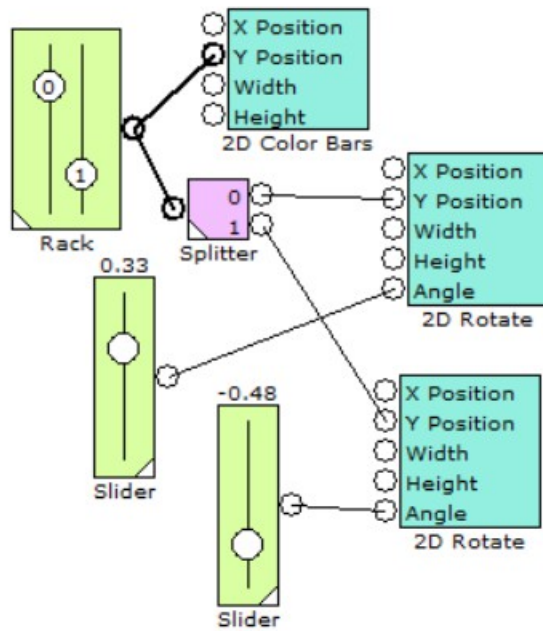 X Position
Y Position
Width
Height
2D Color Bars
0
1
Rack
0
1
Splitter
X Position
Y Position
Width
Height
Angle
2D Rotate
0.33
Slider
-0.48
Slider
X Position
Y Position
Width
Height
Angle
2D Rotate